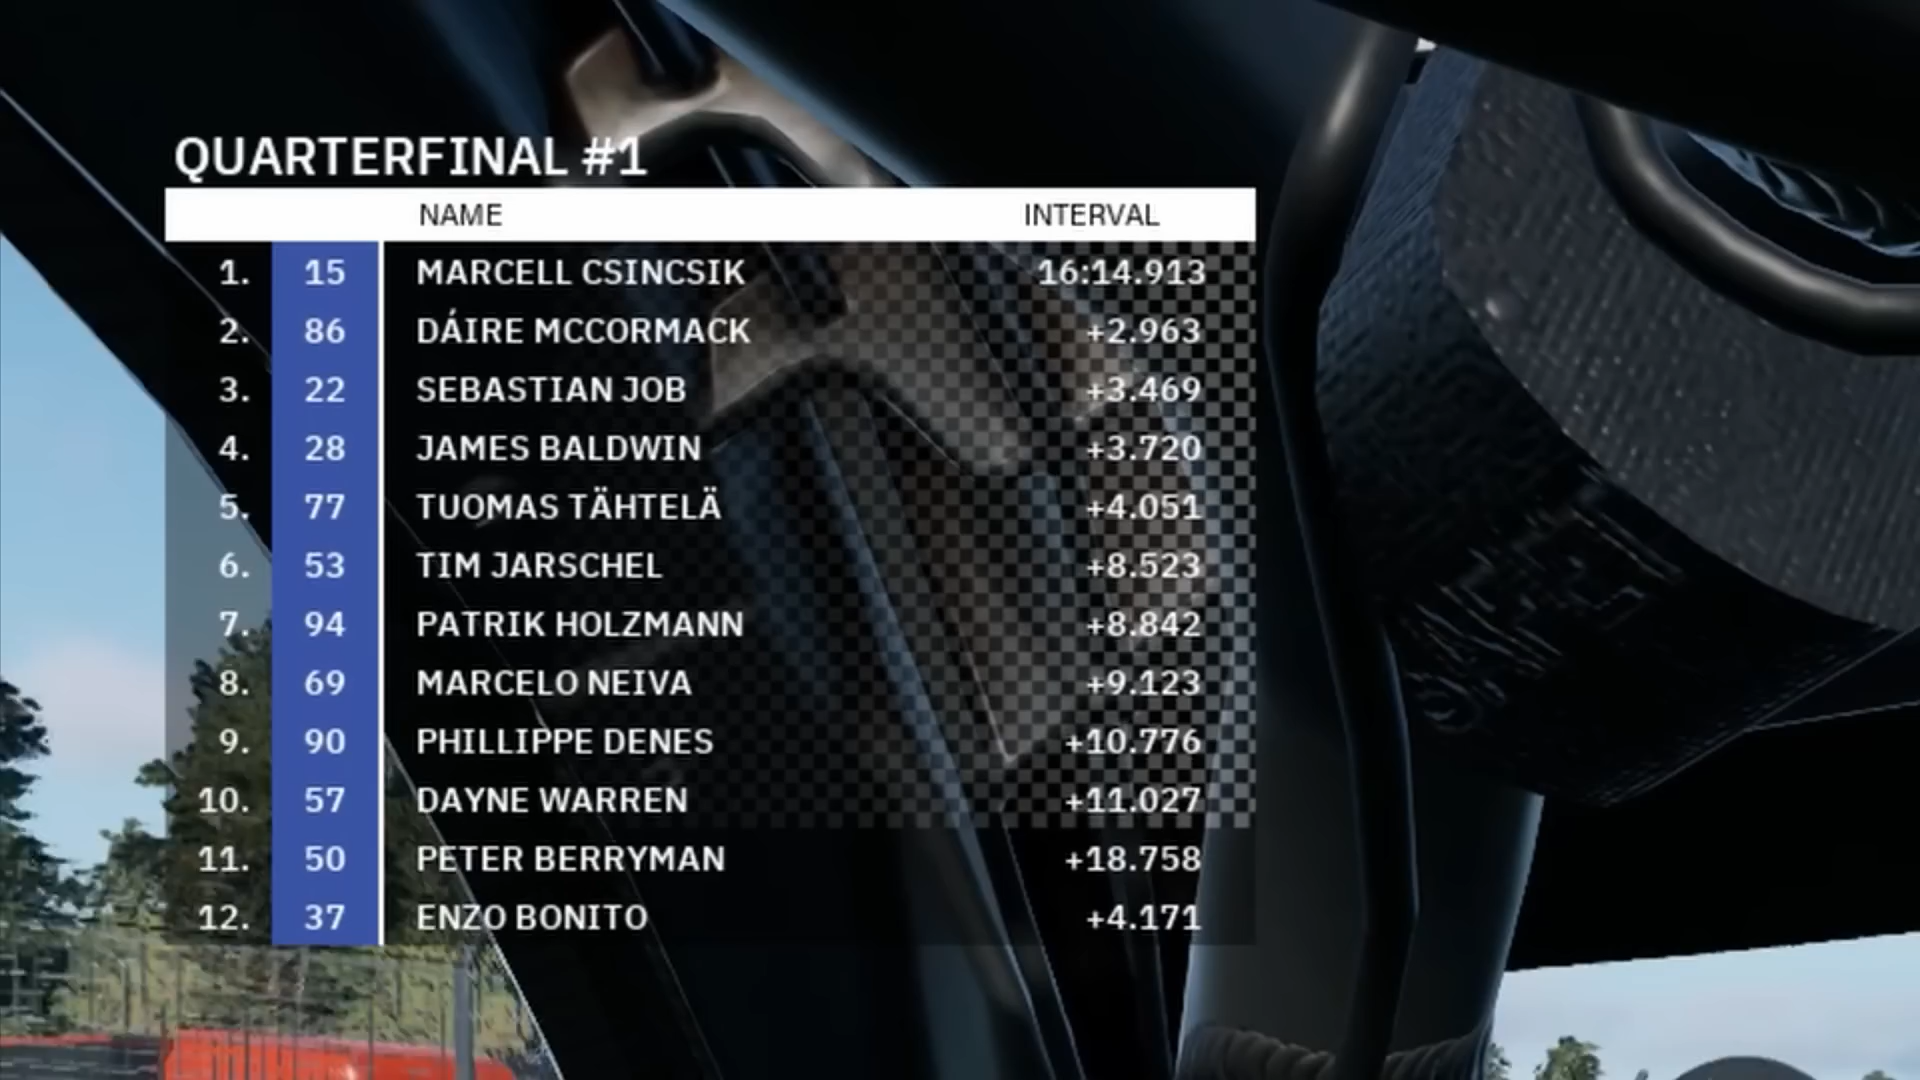 QUARTERFINAL #1
NAME INTERVAL
1. 15 MARCELL CSINCSIK 16:14.913
2. 86 DÁIRE MCCORMACK +2.963
3. 22 SEBASTIAN JOB +3.469
4. 28 JAMES BALDWIN +3.720
5. 77 TUOMAS TÄHTELÄ +4.051
6. 53 TIM JARSCHEL +8.523
7. 94 PATRIK HOLZMANN +8.842
8. 69 MARCELO NEIVA +9.123
9. 90 PHILLIPPE DENES +10.776
10. 57 DAYNE WARREN +11.027
11. 50 PETER BERRYMAN +18.758
12. 37 ENZO BONITO +4.171